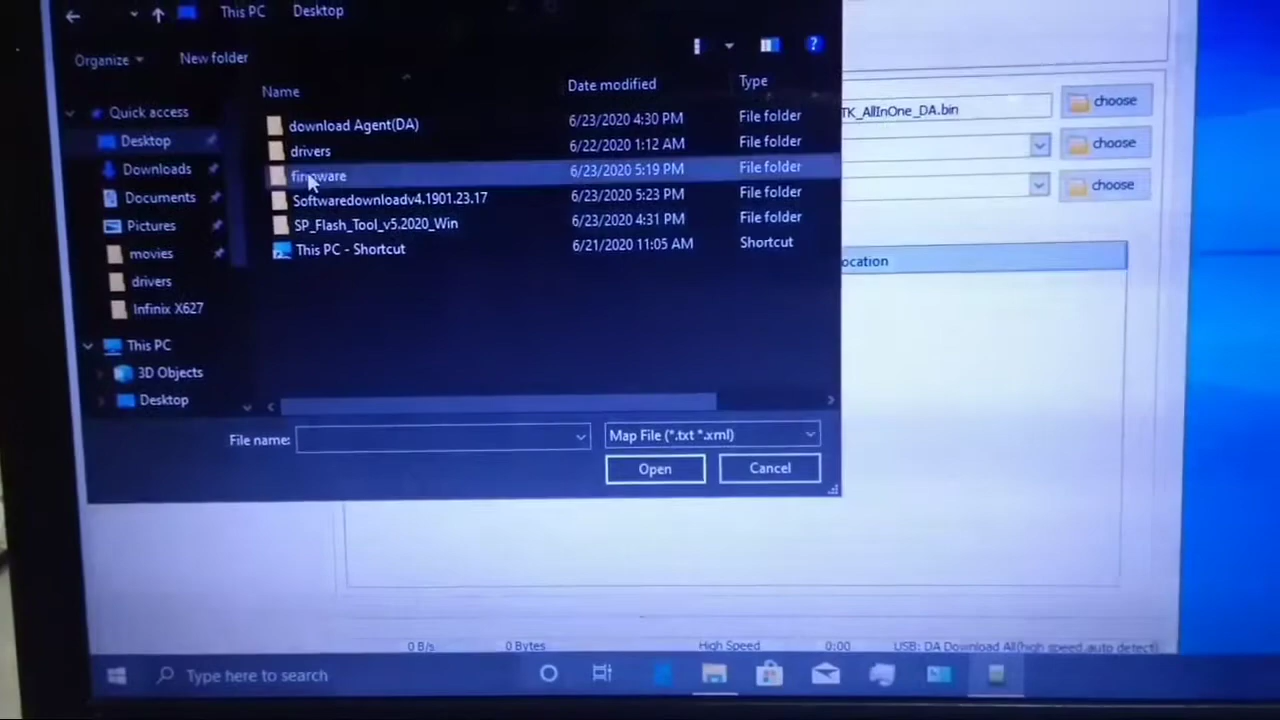 This PC Desktop
Organize New folder
Name Date modified Type
Quick access
Desktop
Downloads
Documents
Pictures
movies
drivers
Infinix X627
This PC
3D Objects
Desktop
download Agent(DA) 6/23/2020 4:30 PM File folder
drivers 6/22/2020 1:12 AM File folder
firmware 6/23/2020 5:19 PM File folder
Softwaredownloadv4.1901.23.17 6/23/2020 5:23 PM File folder
SP_Flash_Tool_v5.2020_Win 6/23/2020 4:31 PM File folder
This PC - Shortcut 6/21/2020 11:05 AM Shortcut
File name: Map File (*.txt *.xml)
Open Cancel
TK_AllInOne_DA.bin choose
choose
choose
ocation
0 B/s 0 Bytes High Speed 0:00 USB: DA Download All(high speed,auto detect)
Type here to search